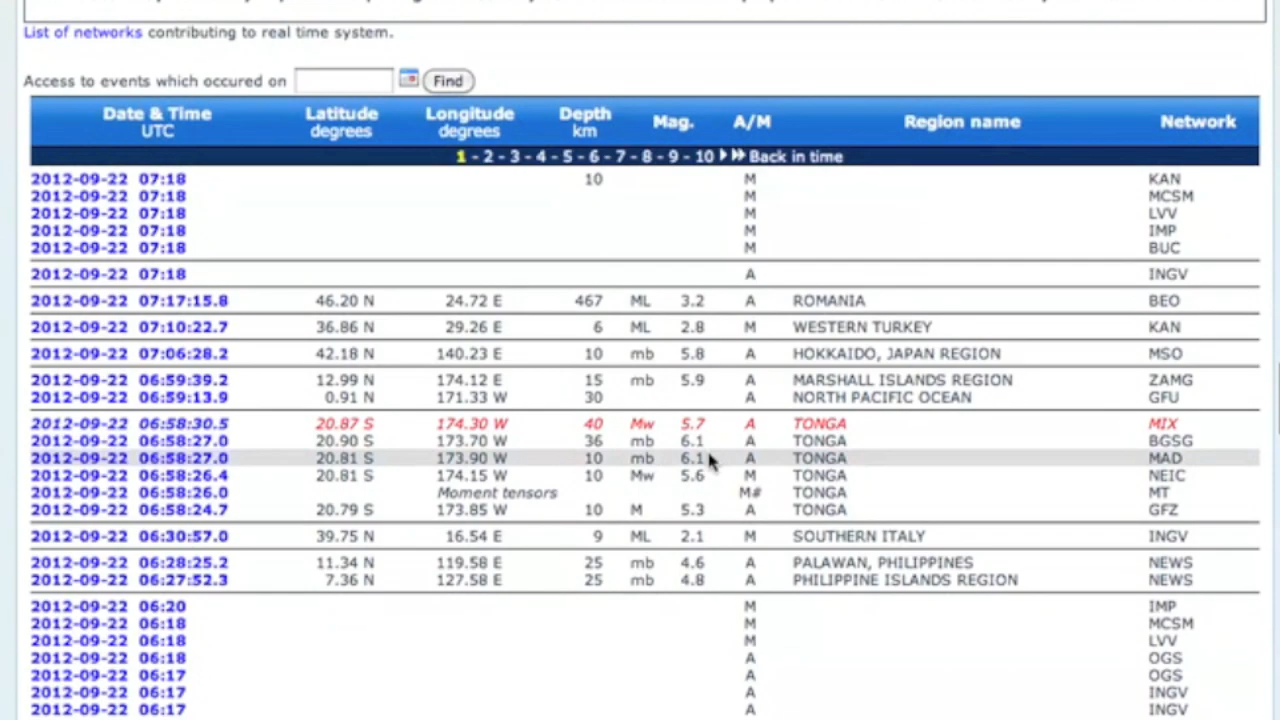 List of networks contributing to real time system.
Access to events which occured on Find
Date & Time UTC Latitude degrees Longitude degrees Depth km Mag. A/M Region name Network
1 - 2 - 3 - 4 - 5 - 6 - 7 - 8 - 9 - 10 Back in time
2012-09-22 07:18 10 M KAN
2012-09-22 07:18 M MCSM
2012-09-22 07:18 M LVV
2012-09-22 07:18 M IMP
2012-09-22 07:18 M BUC
2012-09-22 07:18 A INGV
2012-09-22 07:17:15.8 46.20 N 24.72 E 467 ML 3.2 A ROMANIA BEO
2012-09-22 07:10:22.7 36.86 N 29.26 E 6 ML 2.8 M WESTERN TURKEY KAN
2012-09-22 07:06:28.2 42.18 N 140.23 E 10 mb 5.8 A HOKKAIDO, JAPAN REGION MSO
2012-09-22 06:59:39.2 12.99 N 174.12 E 15 mb 5.9 A MARSHALL ISLANDS REGION ZAMG
2012-09-22 06:59:13.9 0.91 N 171.33 W 30 A NORTH PACIFIC OCEAN GFU
2012-09-22 06:58:30.5 20.87 S 174.30 W 40 Mw 5.7 A TONGA MIX
2012-09-22 06:58:27.0 20.90 S 173.70 W 36 mb 6.1 A TONGA BGSG
2012-09-22 06:58:27.0 20.81 S 173.90 W 10 mb 6.1 A TONGA MAD
2012-09-22 06:58:26.4 20.81 S 174.15 W 10 Mw 5.6 M TONGA NEIC
2012-09-22 06:58:26.0 Moment tensors M# TONGA MT
2012-09-22 06:58:24.7 20.79 S 173.85 W 10 M 5.3 A TONGA GFZ
2012-09-22 06:30:57.0 39.75 N 16.54 E 9 ML 2.1 M SOUTHERN ITALY INGV
2012-09-22 06:28:25.2 11.34 N 119.58 E 25 mb 4.6 A PALAWAN, PHILIPPINES NEWS
2012-09-22 06:27:52.3 7.36 N 127.58 E 25 mb 4.8 A PHILIPPINE ISLANDS REGION NEWS
2012-09-22 06:20 M IMP
2012-09-22 06:18 M MCSM
2012-09-22 06:18 M LVV
2012-09-22 06:18 A OGS
2012-09-22 06:17 A OGS
2012-09-22 06:17 A INGV
2012-09-22 06:17 A INGV